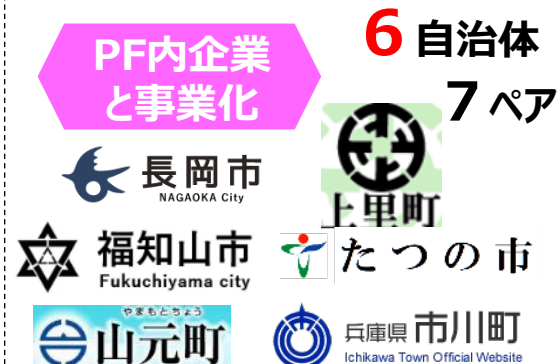 PF内企業
と事業化
6 自治体
7 ペア
長岡市
NAGAOKA City
上里町
福知山市
Fukuchiyama city
たつの市
やまもとちょう
山元町
兵庫県 市川町
Ichikawa Town Official Website